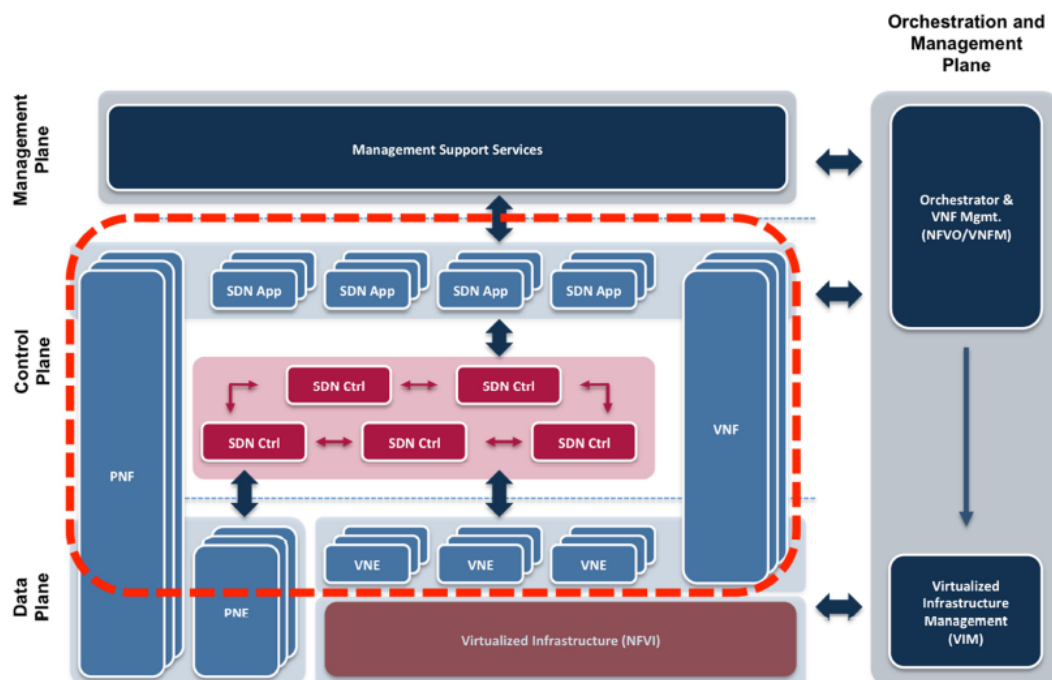 Orchestration and
Management
Plane
Management
Plane
Management Support Services
Orchestrator &
VNF Mgmt.
(NFVO/VNFM)
SDN App
SDN App
SDN App
SDN App
Control
Plane
SDN Ctrl
SDN Ctrl
SDN Ctrl
SDN Ctrl
SDN Ctrl
PNF
VNF
Data
Plane
PNE
VNE
VNE
VNE
Virtualized Infrastructure (NFVI)
Virtualized
Infrastructure
Management
(VIM)